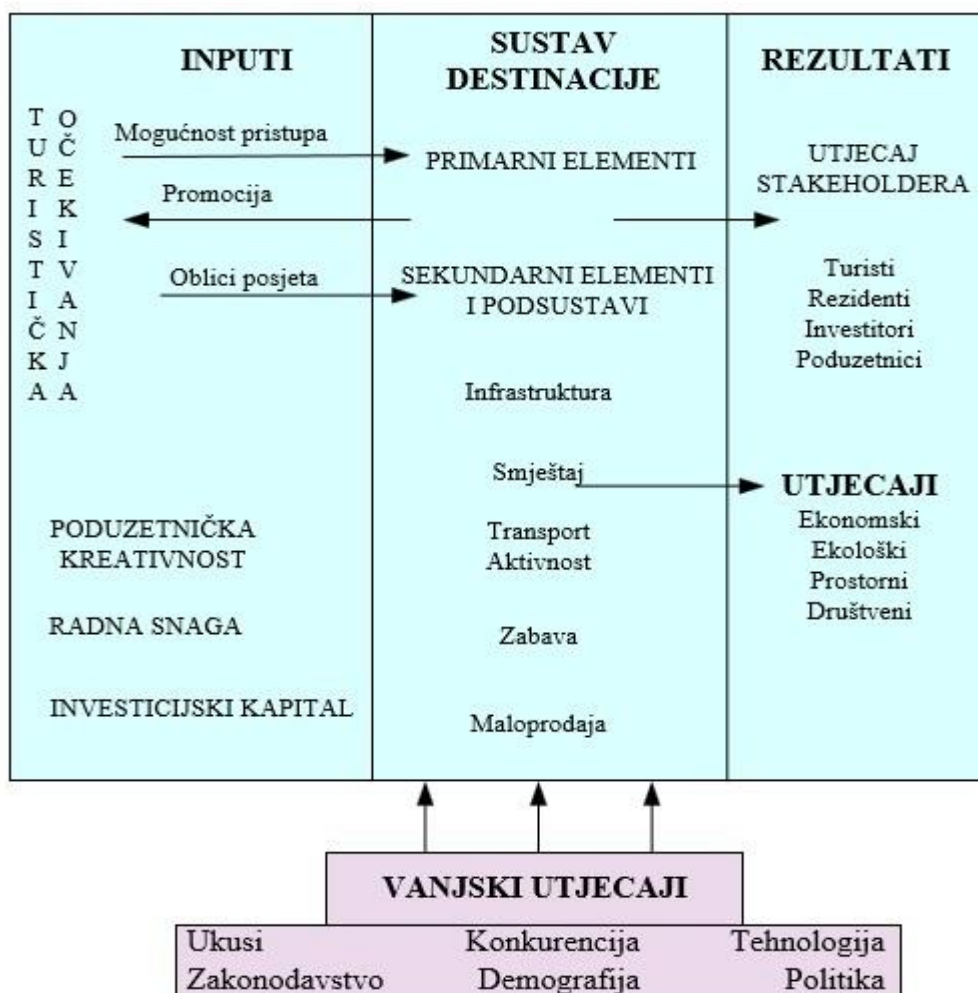 INPUTI
TURISTIČKA
OČEKIVANJA
Mogućnost pristupa
Promocija
Oblici posjeta
PODUZETNIČKA
KREATIVNOST
RADNA SNAGA
INVESTICIJSKI KAPITAL
SUSTAV
DESTINACIJE
PRIMARNI ELEMENTI
SEKUNDARNI ELEMENTI
I PODSUSTAVI
Infrastruktura
Smještaj
Transport
Aktivnost
Zabava
Maloprodaja
REZULTATI
UTJECAJ
STAKEHOLDERA
Turisti
Rezidenti
Investitori
Poduzetnici
UTJECAJI
Ekonomski
Ekološki
Prostorni
Društveni
VANJSKI UTJECAJI
Ukusi Konkurencija Tehnologija
Zakonodavstvo Demografija Politika